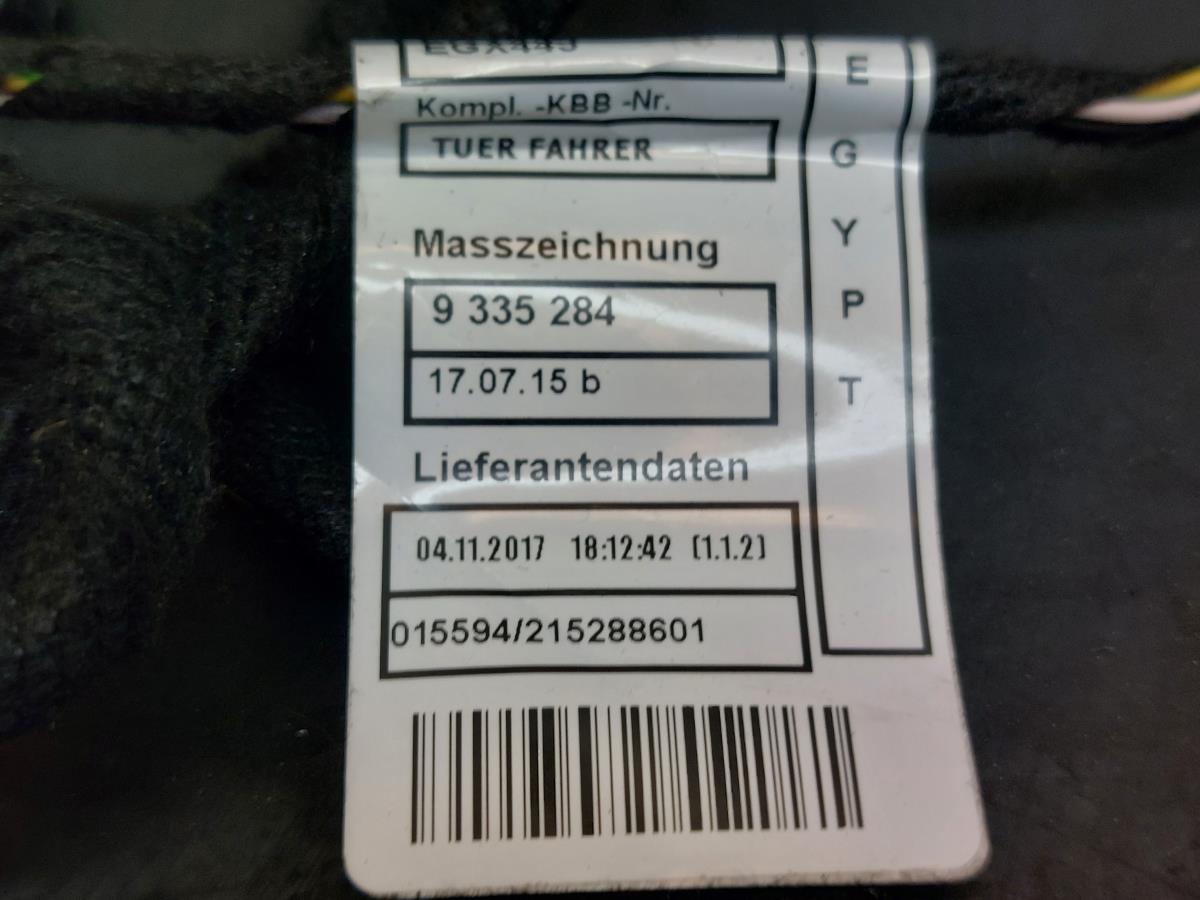 Kompl. -KBB -Nr.
TUER FAHRER
Masszeichnung
9 335 284
17.07.15 b
Lieferantendaten
04.11.2017 18:12:42 [1.1.2]
015594/215288601
EGYPT